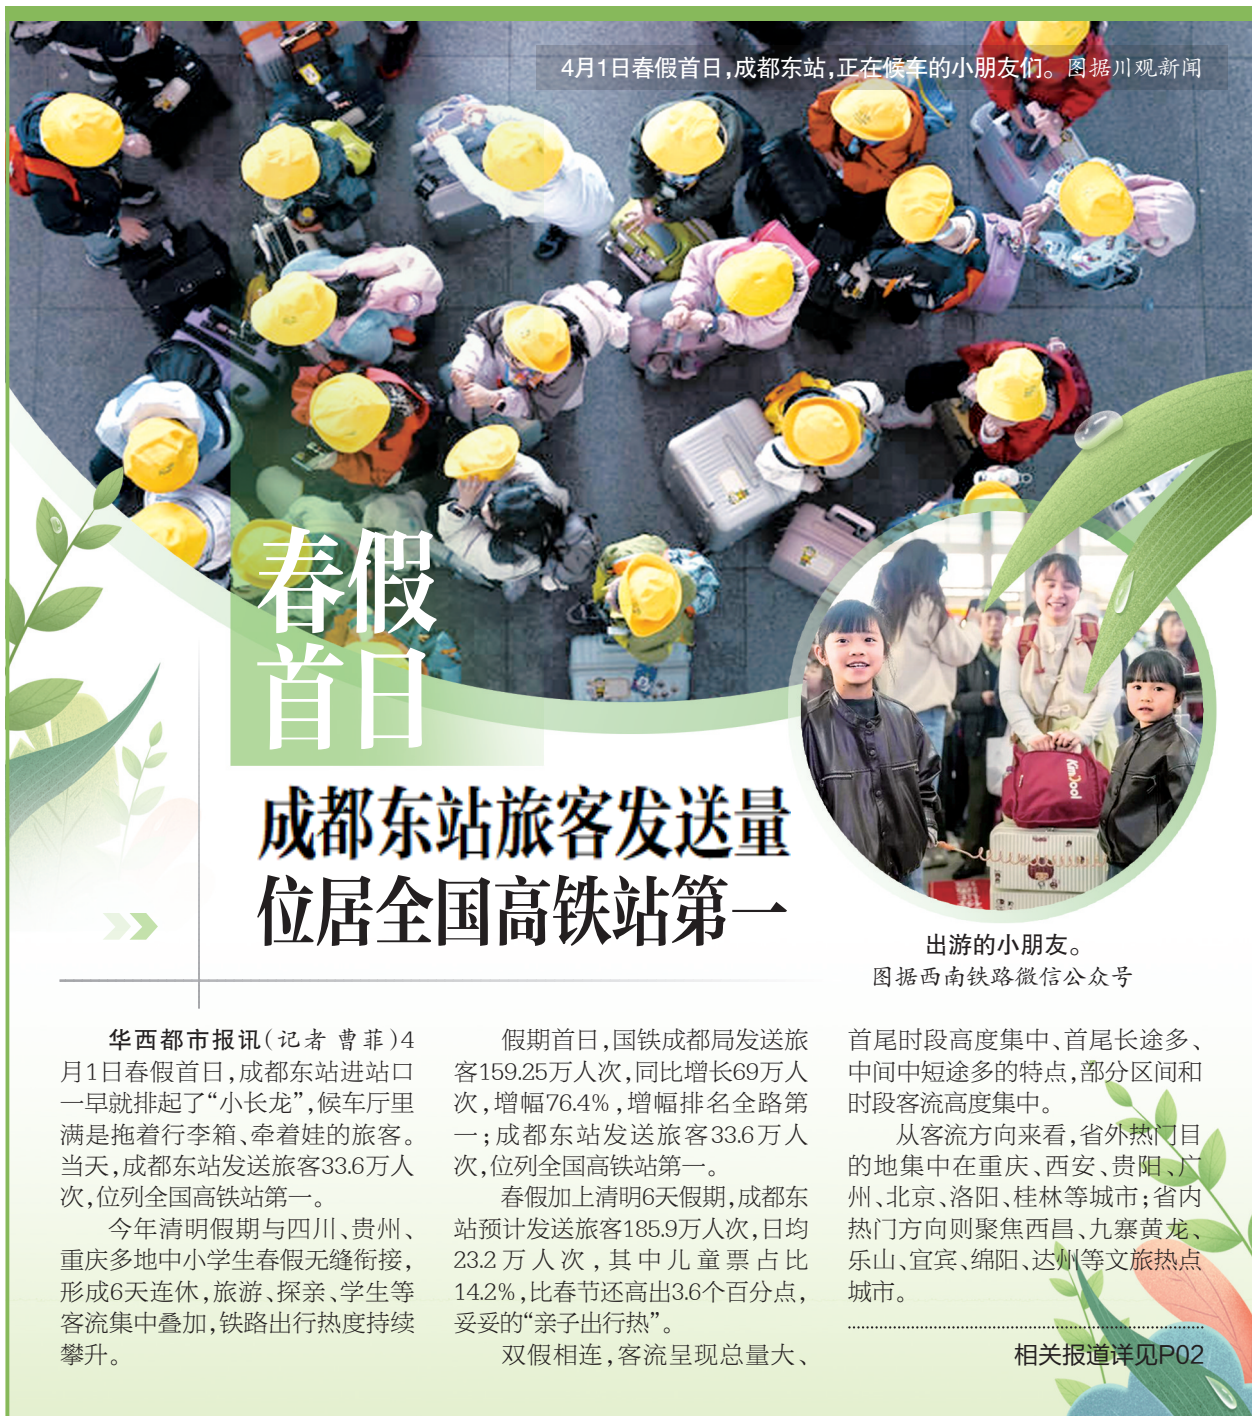 4月1日春假首日，成都东站，正在候车的小朋友们。图据川观新闻
春假
首日
成都东站旅客发送量
位居全国高铁站第一
Kindool
出游的小朋友。
图据西南铁路微信公众号
华西都市报讯（记者 曹菲）4
月1日春假首日，成都东站进站口
一早就排起了“小长龙”，候车厅里
满是拖着行李箱、牵着娃的旅客。
当天，成都东站发送旅客33.6万人
次，位列全国高铁站第一。
今年清明假期与四川、贵州、
重庆多地中小学生春假无缝衔接，
形成6天连休，旅游、探亲、学生等
客流集中叠加，铁路出行热度持续
攀升。
假期首日，国铁成都局发送旅
客159.25万人次，同比增长69万人
次，增幅76.4%，增幅排名全路第
一；成都东站发送旅客33.6万人
次，位列全国高铁站第一。
春假加上清明6天假期，成都东
站预计发送旅客185.9万人次，日均
23.2万人次，其中儿童票占比
14.2%，比春节还高出3.6个百分点，
妥妥的“亲子出行热”。
双假相连，客流呈现总量大、
首尾时段高度集中、首尾长途多、
中间中短途多的特点，部分区间和
时段客流高度集中。
从客流方向来看，省外热门目
的地集中在重庆、西安、贵阳、广
州、北京、洛阳、桂林等城市；省内
热门方向则聚焦西昌、九寨黄龙、
乐山、宜宾、绵阳、达州等文旅热点
城市。
相关报道详见P02